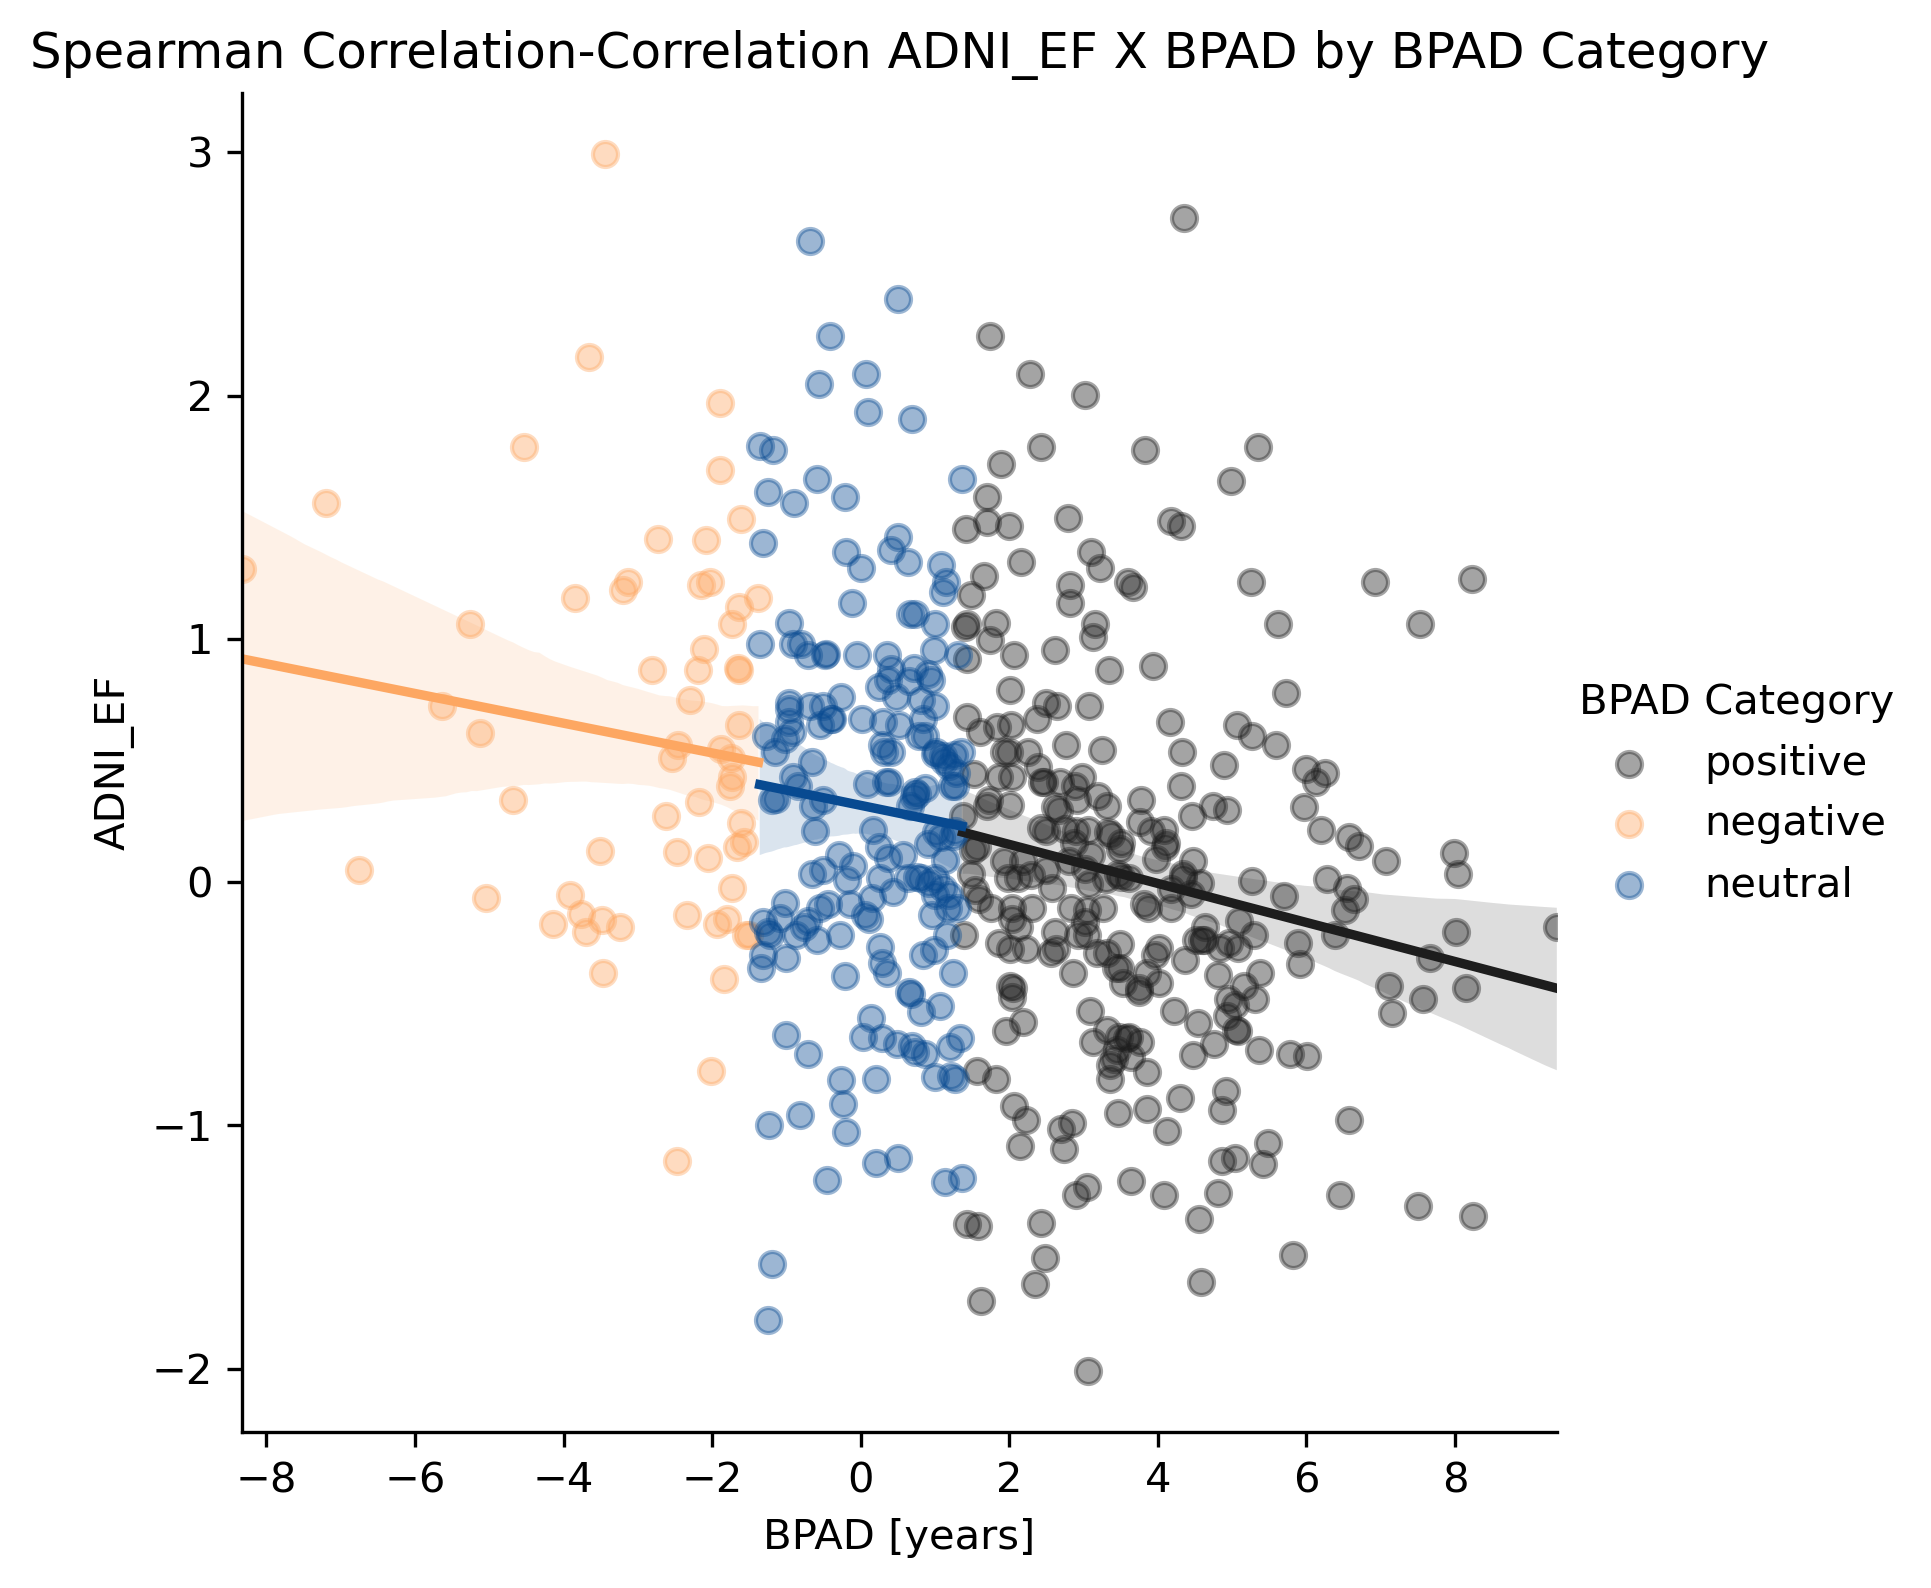 Spearman Correlation-Correlation ADNI_EF X BPAD by BPAD Category
3
2
1
0
−1
−2
ADNI_EF
−8 −6 −4 −2 0 2 4 6 8
BPAD [years]
BPAD Category
positive
negative
neutral